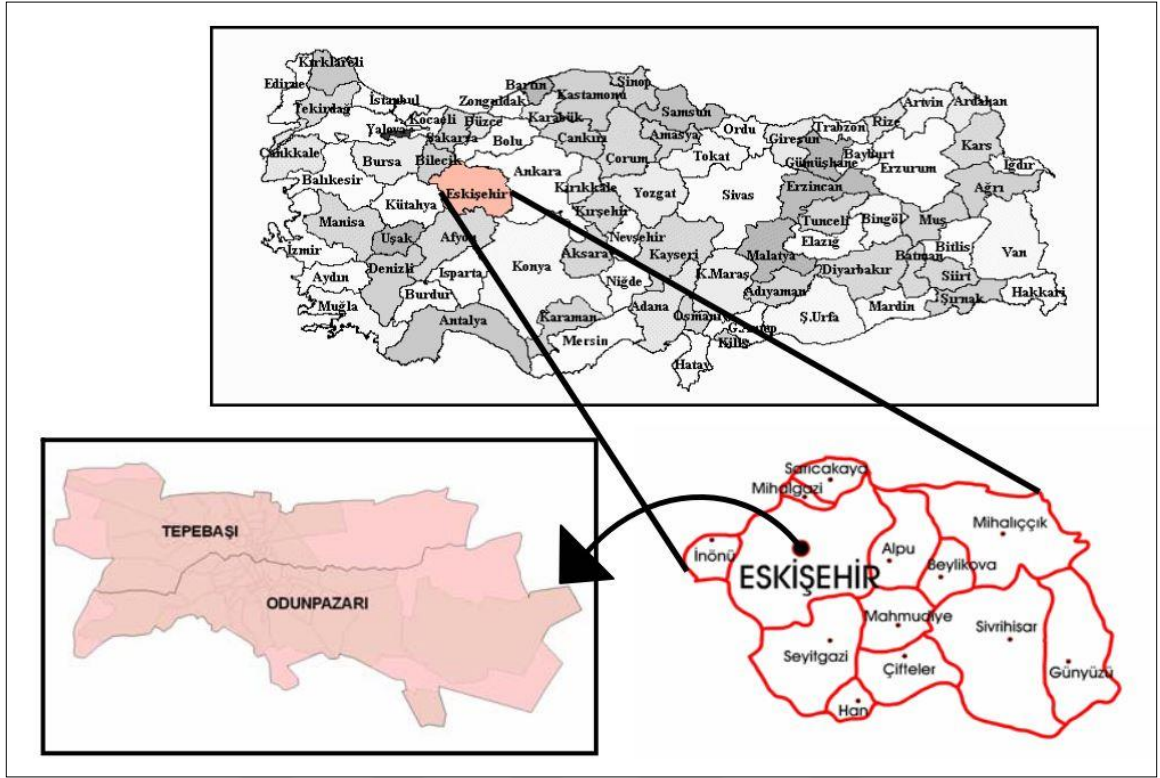 Kırklareli
Edirne
Tekirdağ
İstanbul
Kocaeli
Yalova
Sakarya
Düzce
Zonguldak
Bartın
Karabük
Kastamonu
Sinop
Samsun
Çankırı
Bolu
Çorum
Amasya
Ordu
Tokat
Giresun
Trabzon
Gümüşhane
Bayburt
Rize
Artvin
Ardahan
Kars
Iğdır
Erzurum
Ağrı
Çankkale
Balıkesir
Bursa
Bilecik
Eskişehir
Ankara
Kırıkkale
Yozgat
Sivas
Erzincan
Tunceli
Bingöl
Muş
Kütahya
Kırşehir
Manisa
Uşak
Afyon
Nevşehir
Kayseri
Malatya
Elazığ
Bitlis
Van
İzmir
Aydın
Denizli
Isparta
Konya
Aksaray
Niğde
K.Maraş
Adıyaman
Diyarbakır
Batman
Siirt
Şırnak
Hakkari
Muğla
Burdur
Antalya
Karaman
Mersin
Adana
Hatay
Ş.Urfa
Mardin
TEPEBAŞI
ODUNPAZARI
Sarıcakaya
Mihalgazi
İnönü
ESKİŞEHİR
Alpu
Beylikova
Mihalıççık
Mahmudiye
Sivrihisar
Seyitgazi
Çifteler
Günyüzü
Han